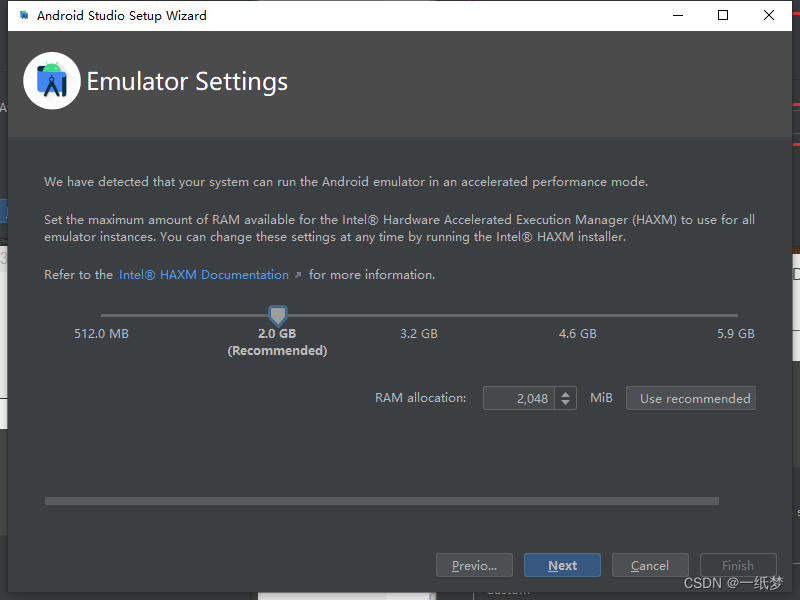 Android Studio Setup Wizard
Emulator Settings
We have detected that your system can run the Android emulator in an accelerated performance mode.
Set the maximum amount of RAM available for the Intel® Hardware Accelerated Execution Manager (HAXM) to use for all
emulator instances. You can change these settings at any time by running the Intel® HAXM installer.
Refer to the Intel® HAXM Documentation ↗ for more information.
512.0 MB 2.0 GB 3.2 GB 4.6 GB 5.9 GB
(Recommended)
RAM allocation: 2,048 MiB Use recommended
Previo... Next Cancel Finish
CSDN @一纸梦